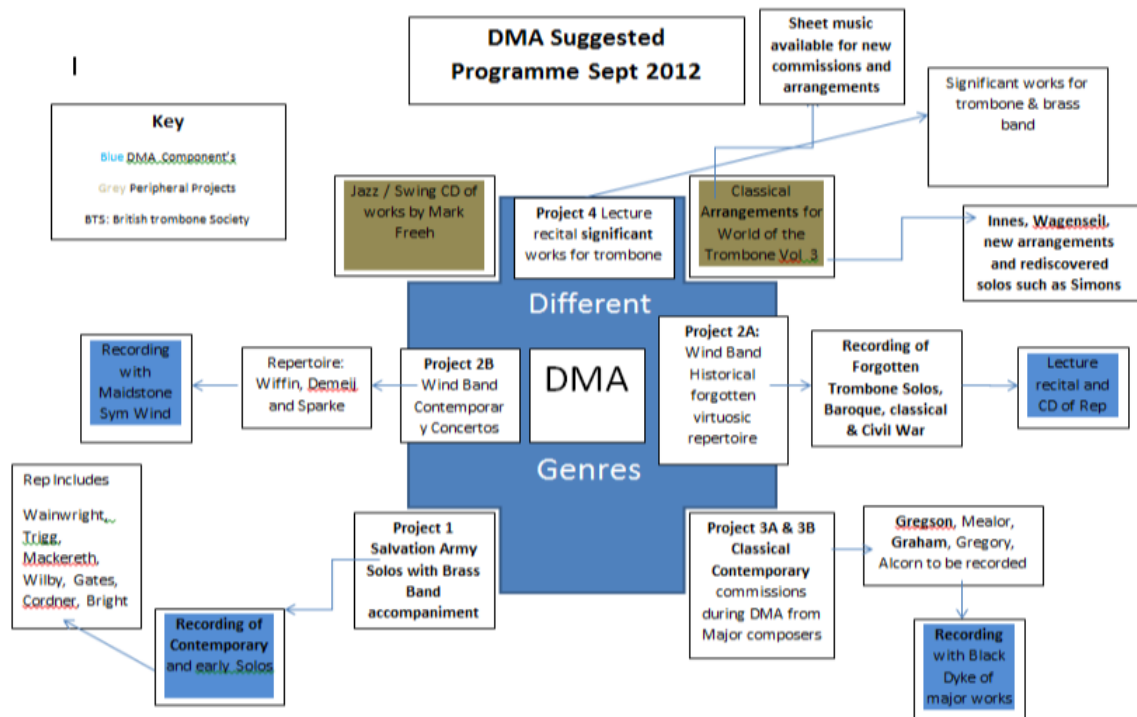 DMA Suggested
Programme Sept 2012
Sheet music
available for new
commissions and
arrangements
Significant works for
trombone & brass
band
Key
Blue DMA Component's
Grey Peripheral Projects
BTS: British trombone Society
Jazz / Swing CD of
works by Mark
Freeh
Project 4 Lecture
recital significant
works for trombone
Classical
Arrangements for
World of the
Trombone Vol 3
Innes, Wagenseil,
new arrangements
and rediscovered
solos such as Simons
Different
DMA
Genres
Recording
with
Maidstone
Sym Wind
Repertoire:
Wiffin, Demeij
and Sparke
Project 2B
Wind Band
Contemporar
y Concertos
Project 2A:
Wind Band
Historical
forgotten
virtuosic
repertoire
Recording of
Forgotten
Trombone Solos,
Baroque, classical
& Civil War
Lecture
recital and
CD of Rep
Rep Includes
Wainwright,
Trigg,
Mackereth,
Wilby, Gates,
Cordner, Bright
Project 1
Salvation Army
Solos with Brass
Band
accompaniment
Recording of
Contemporary
and early Solos
Project 3A & 3B
Classical
Contemporary
commissions
during DMA from
Major composers
Gregson, Mealor,
Graham, Gregory,
Alcorn to be recorded
Recording
with Black
Dyke of
major works